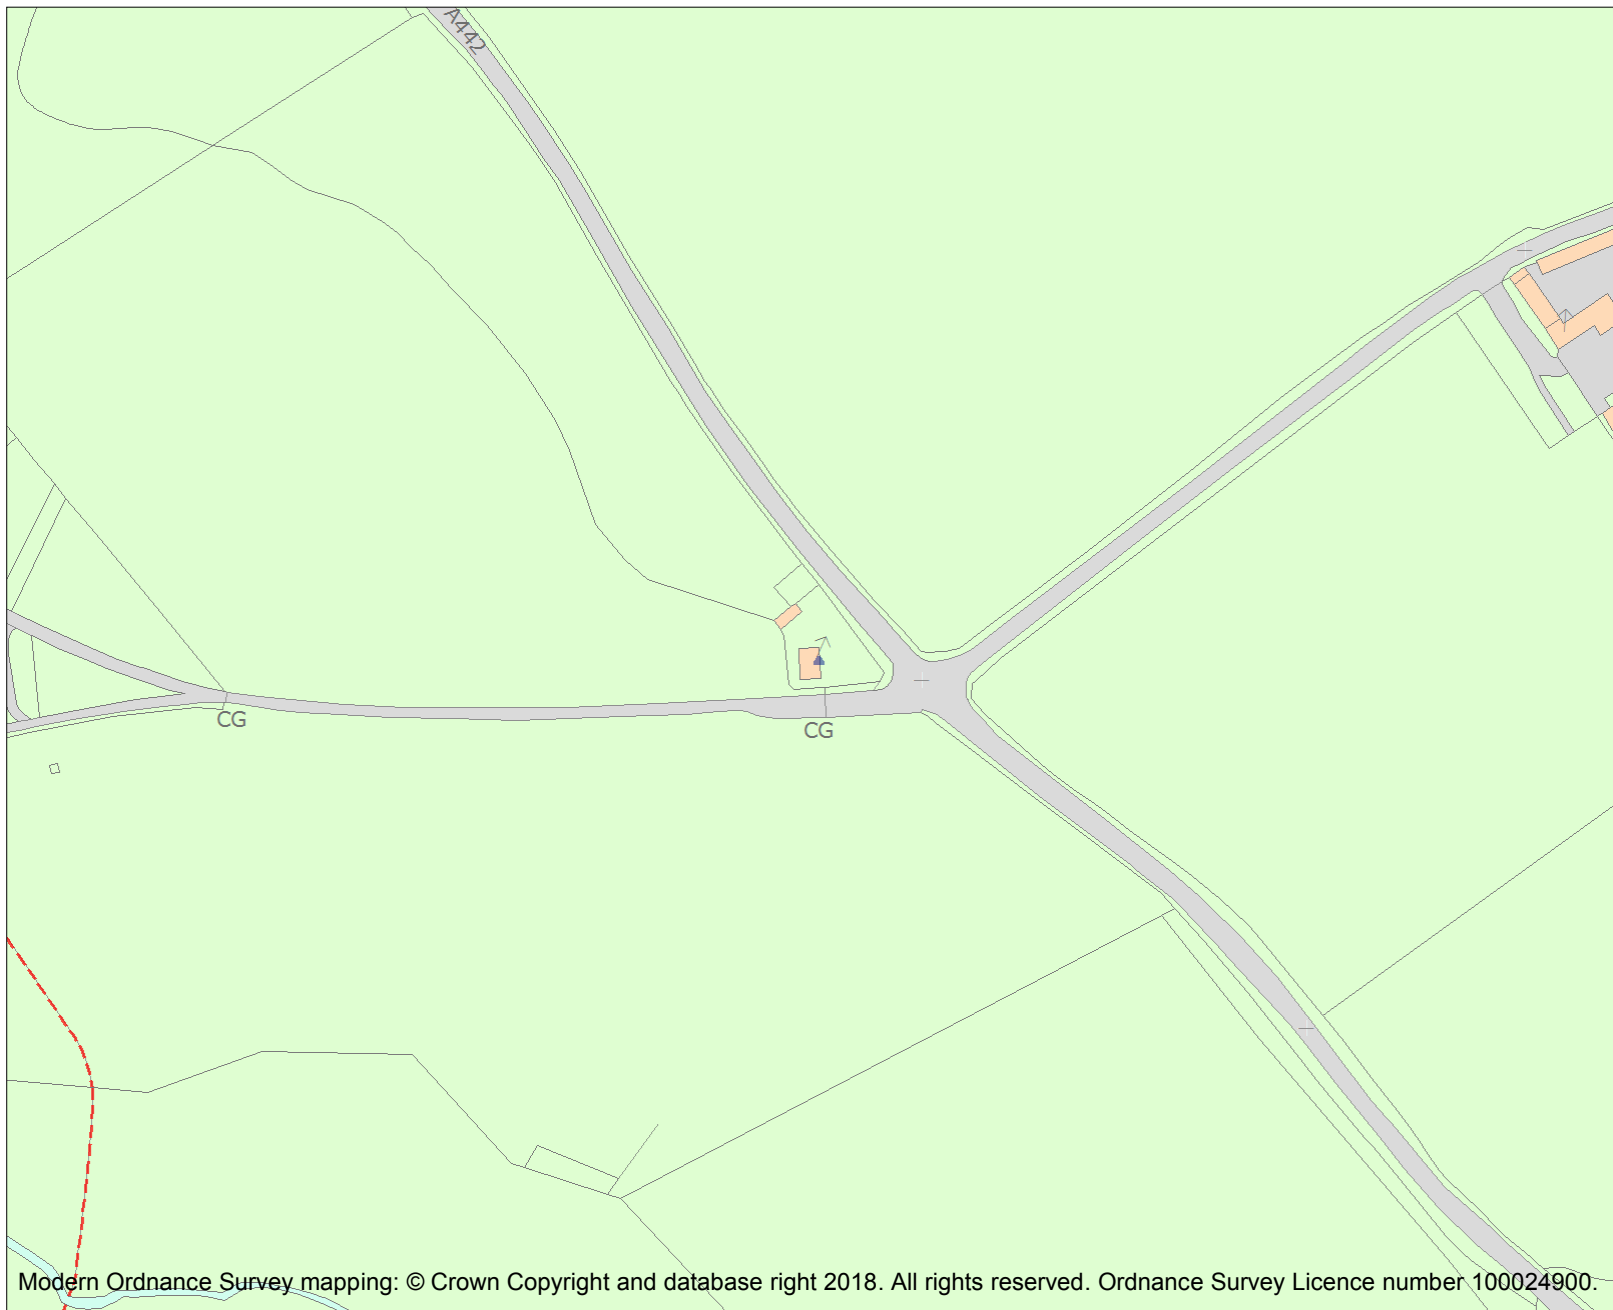 A442
CG
CG
Modern Ordnance Survey mapping: © Crown Copyright and database right 2018. All rights reserved. Ordnance Survey Licence number 100024900.